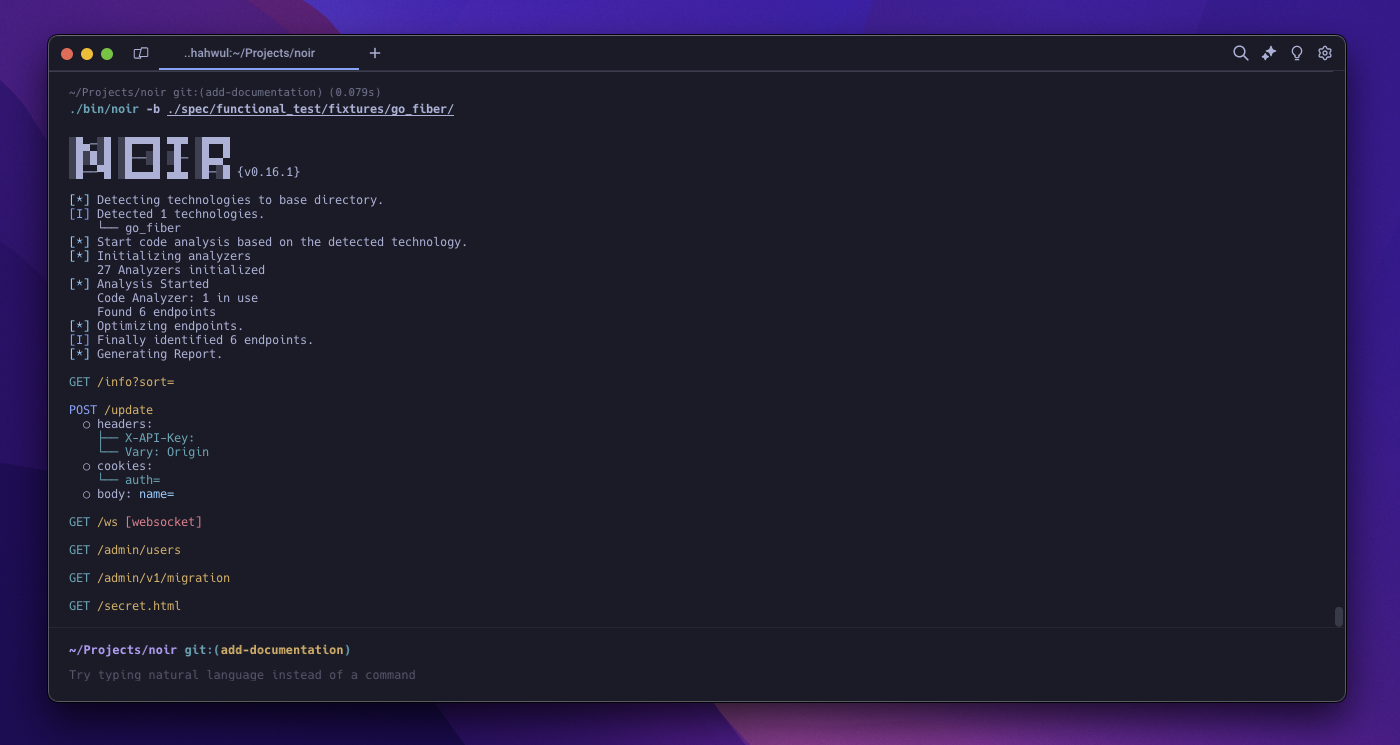 ..hahwul:~/Projects/noir
~/Projects/noir git:(add-documentation) (0.079s)
./bin/noir -b ./spec/functional_test/fixtures/go_fiber/
NOIR {v0.16.1}
[*] Detecting technologies to base directory.
[I] Detected 1 technologies.
└── go_fiber
[*] Start code analysis based on the detected technology.
[*] Initializing analyzers
27 Analyzers initialized
[*] Analysis Started
Code Analyzer: 1 in use
Found 6 endpoints
[*] Optimizing endpoints.
[I] Finally identified 6 endpoints.
[*] Generating Report.
GET /info?sort=
POST /update
○ headers:
├── X-API-Key:
└── Vary: Origin
○ cookies:
└── auth=
○ body: name=
GET /ws [websocket]
GET /admin/users
GET /admin/v1/migration
GET /secret.html
~/Projects/noir git:(add-documentation)
Try typing natural language instead of a command